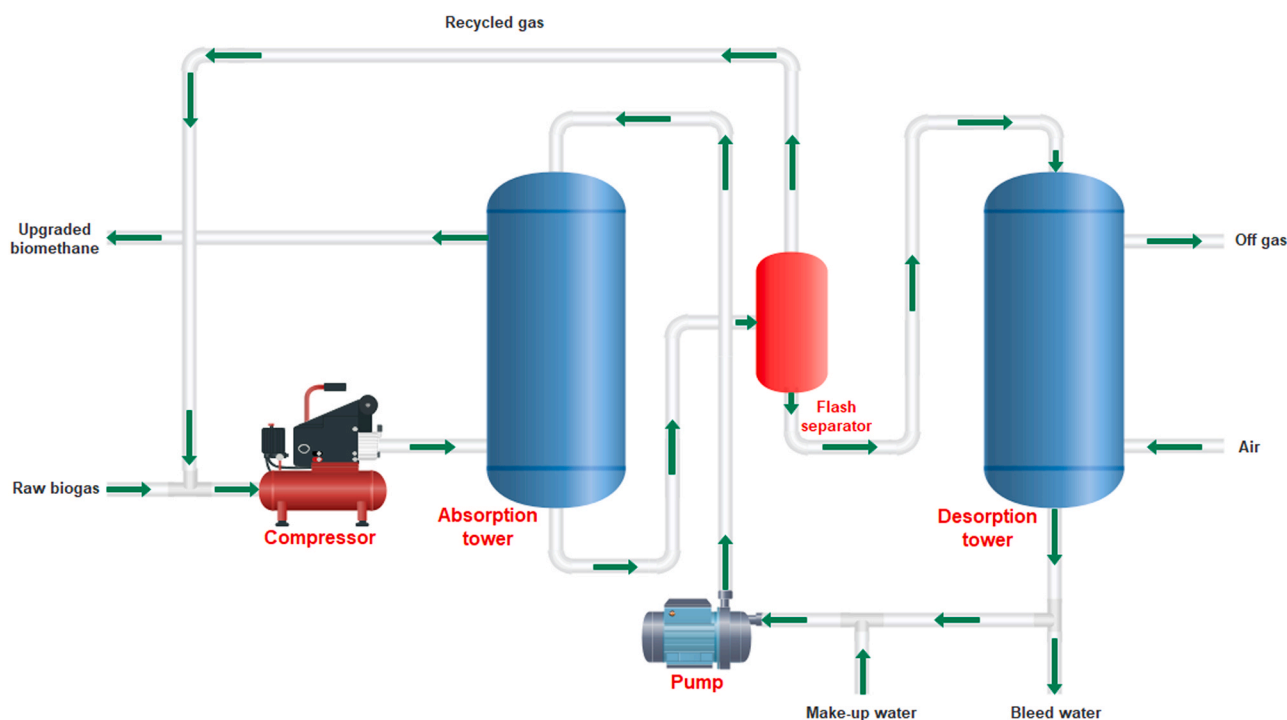 Recycled gas
Upgraded
biomethane
Off gas
Flash
separator
Air
Raw biogas
Compressor
Absorption
tower
Desorption
tower
Pump
Make-up water
Bleed water